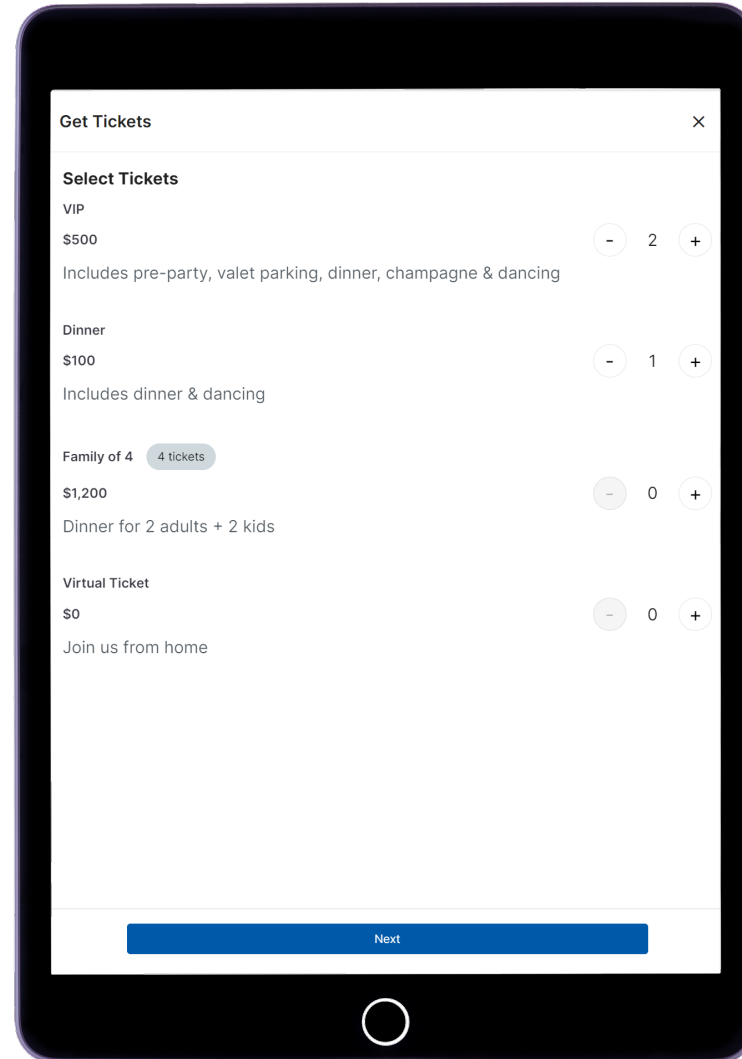 Get Tickets ×
Select Tickets
VIP
$500 - 2 +
Includes pre-party, valet parking, dinner, champagne & dancing
Dinner
$100 - 1 +
Includes dinner & dancing
Family of 4 4 tickets
$1,200 - 0 +
Dinner for 2 adults + 2 kids
Virtual Ticket
$0 - 0 +
Join us from home
Next